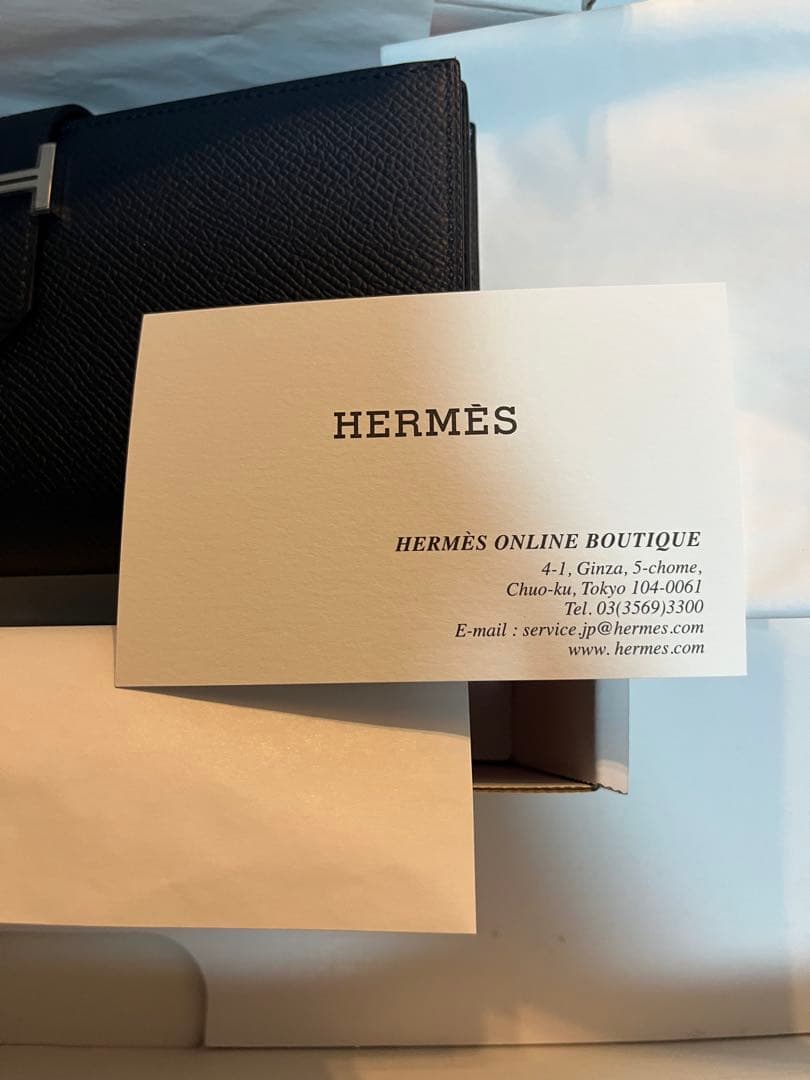 HERMÈS
HERMÈS ONLINE BOUTIQUE
4-1, Ginza, 5-chome,
Chuo-ku, Tokyo 104-0061
Tel. 03(3569)3300
E-mail : service.jp@hermes.com
www. hermes.com